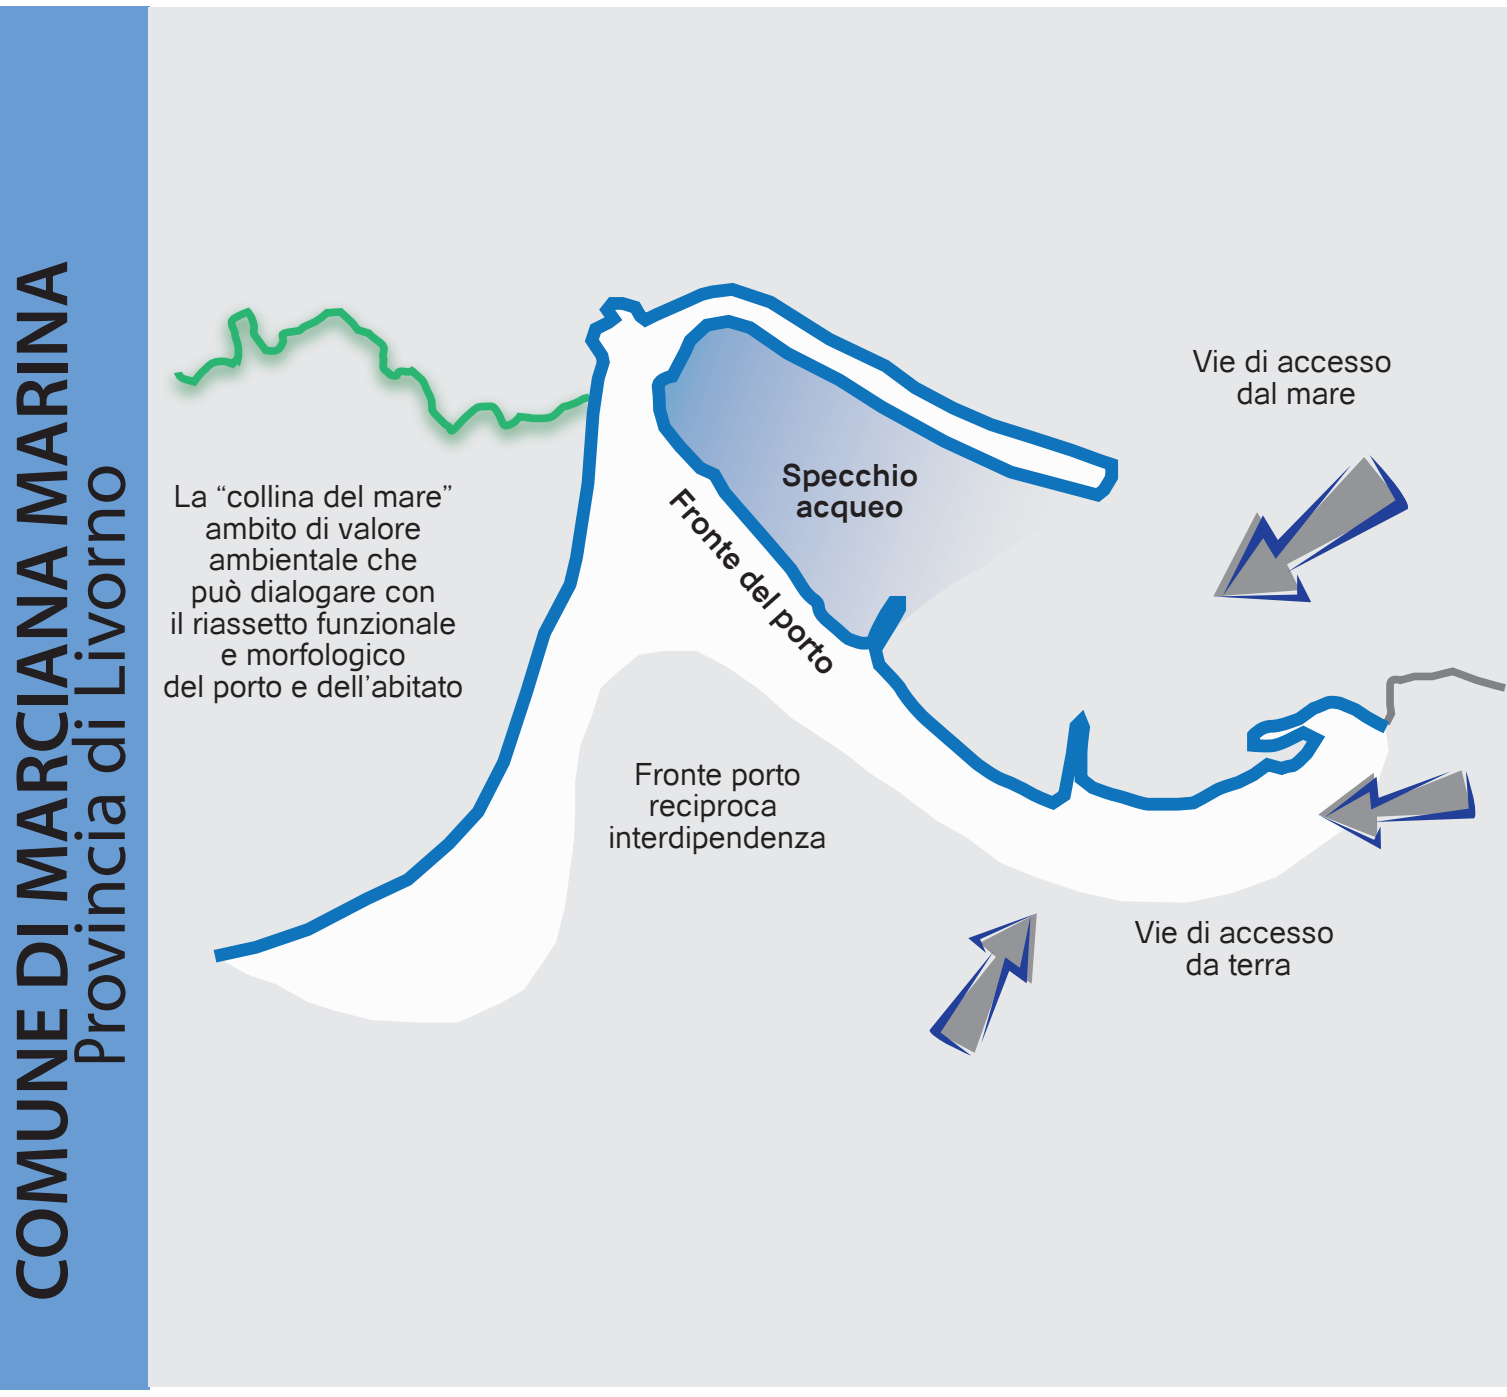 COMUNE DI MARCIANA MARINA
Provincia di Livorno
Vie di accesso
dal mare
Specchio
acqueo
Fronte del porto
La “collina del mare”
ambito di valore
ambientale che
può dialogare con
il riassetto funzionale
e morfologico
del porto e dell’abitato
Fronte porto
reciproca
interdipendenza
Vie di accesso
da terra